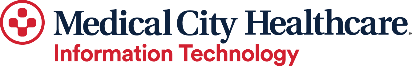 Medical City Healthcare
Information Technology